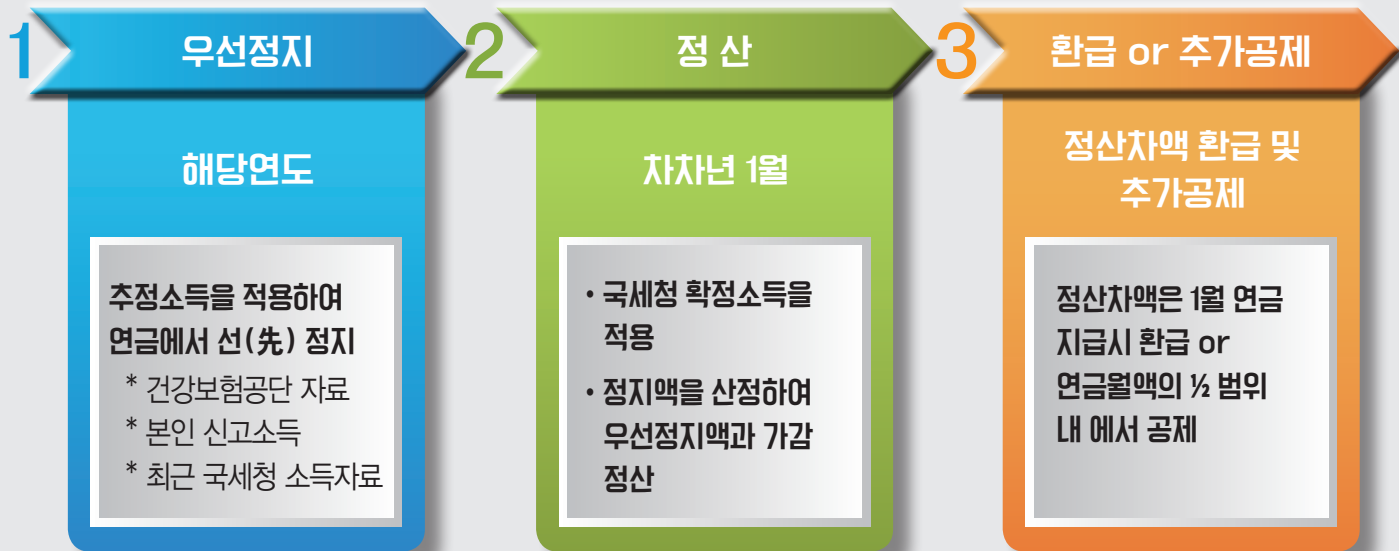 1
우선정지
해당연도
추정소득을 적용하여
연금에서 선(先) 정지
* 건강보험공단 자료
* 본인 신고소득
* 최근 국세청 소득자료
2
정 산
차차년 1월
• 국세청 확정소득을
적용
• 정지액을 산정하여
우선정지액과 가감
정산
3
환급 or 추가공제
정산차액 환급 및
추가공제
정산차액은 1월 연금
지급시 환급 or
연금월액의 ½ 범위
내 에서 공제